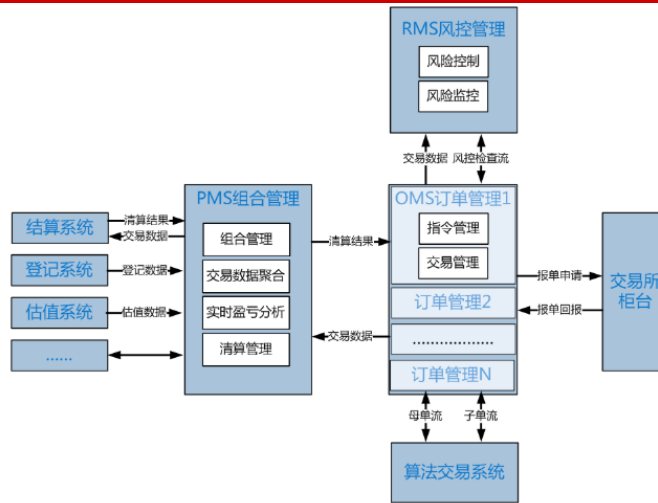 RMS风控管理
风险控制
风险监控
交易数据
风控检查流
PMS组合管理
OMS订单管理1
结算系统
清算结果
交易数据
组合管理
清算结果
指令管理
登记系统
登记数据
交易数据聚合
交易管理
报单申请
交易所
柜台
估值系统
估值数据
实时盈亏分析
订单管理2
报单回报
……
清算管理
交易数据
………………
订单管理N
母单流
子单流
算法交易系统